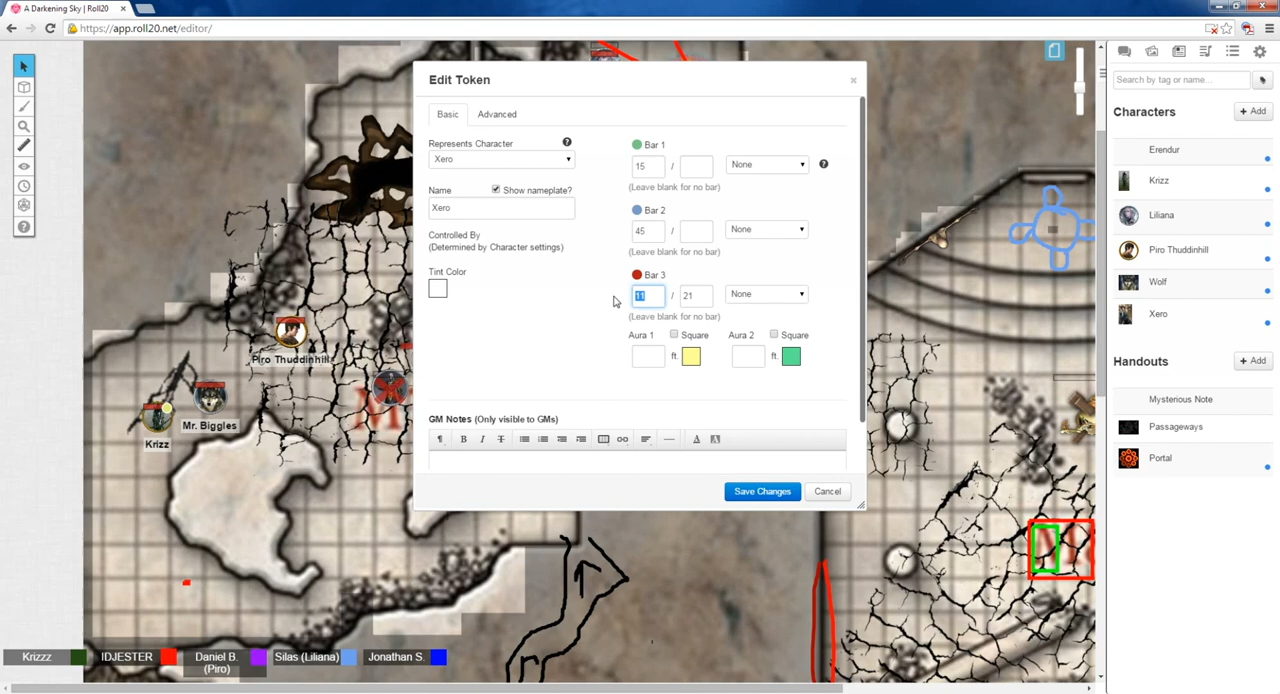 A Darkening Sky | Roll20
https://app.roll20.net/editor/
Edit Token
Basic
Advanced
Represents Character
Xero
Name
Show nameplate?
Xero
Controlled By
(Determined by Character settings)
Tint Color
Bar 1
15 /
None
(Leave blank for no bar)
Bar 2
45 /
None
(Leave blank for no bar)
Bar 3
11 / 21
None
(Leave blank for no bar)
Aura 1
Square
Aura 2
Square
ft.
ft.
GM Notes (Only visible to GMs)
Save Changes
Cancel
Piro Thuddinhill
Mr. Biggles
Krizz
Search by tag or name...
Characters
+ Add
Erendur
Krizz
Liliana
Piro Thuddinhill
Wolf
Xero
Handouts
+ Add
Mysterious Note
Passageways
Portal
Krizzz
IDJESTER
Daniel B.
(Piro)
Silas (Liliana)
Jonathan S.